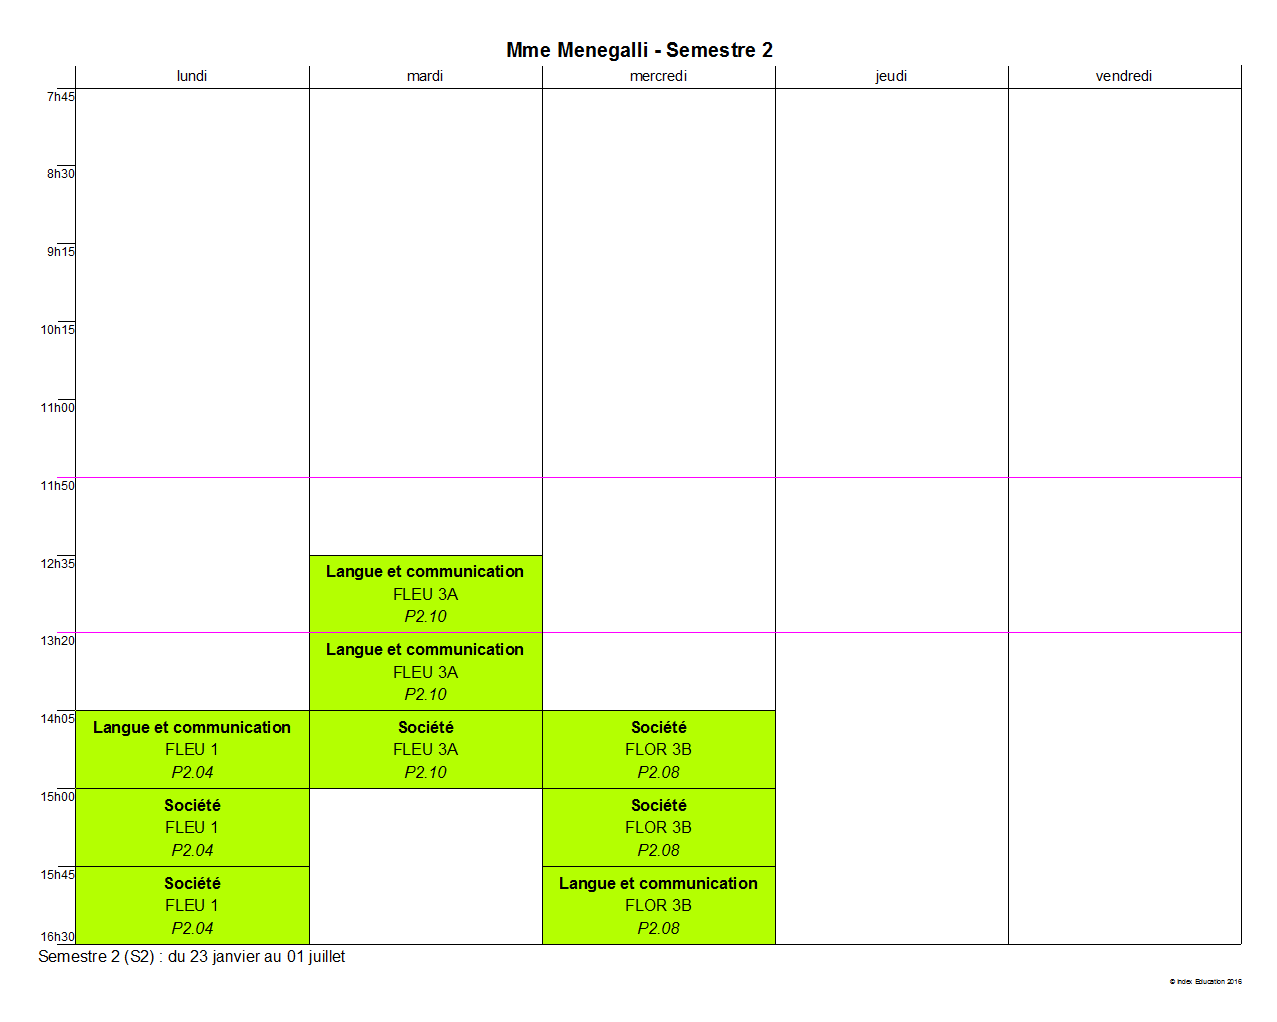 Mme Menegalli - Semestre 2
lundi mardi mercredi jeudi vendredi
7h45
8h30
9h15
10h15
11h00
11h50
12h35
Langue et communication
FLEU 3A
P2.10
13h20
Langue et communication
FLEU 3A
P2.10
14h05
Langue et communication Société Société
FLEU 1 FLEU 3A FLOR 3B
P2.04 P2.10 P2.08
15h00
Société Société
FLEU 1 FLOR 3B
P2.04 P2.08
15h45
Société Langue et communication
FLEU 1 FLOR 3B
P2.04 P2.08
16h30
Semestre 2 (S2) : du 23 janvier au 01 juillet
© Index Education 2016